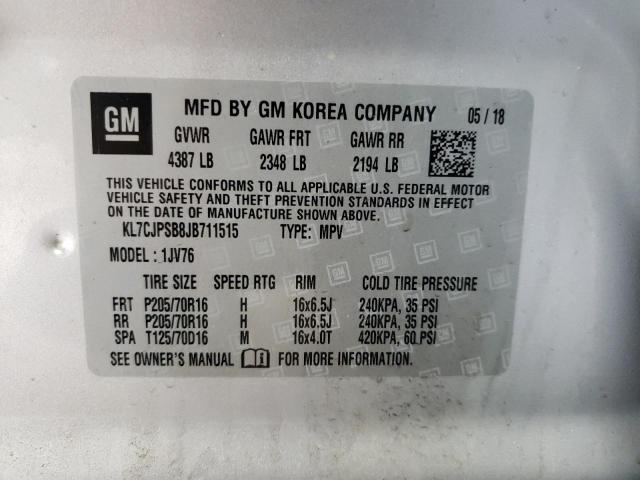 GM MFD BY GM KOREA COMPANY 05 / 18
GVWR GAWR FRT GAWR RR
4387 LB 2348 LB 2194 LB
THIS VEHICLE CONFORMS TO ALL APPLICABLE U.S. FEDERAL MOTOR
VEHICLE SAFETY AND THEFT PREVENTION STANDARDS IN EFFECT
ON THE DATE OF MANUFACTURE SHOWN ABOVE.
KL7CJPSB8JB711515 TYPE: MPV
MODEL : 1JV76
TIRE SIZE SPEED RTG RIM COLD TIRE PRESSURE
FRT P205/70R16 H 16x6.5J 240KPA, 35 PSI
RR P205/70R16 H 16x6.5J 240KPA, 35 PSI
SPA T125/70D16 M 16x4.0T 420KPA, 60 PSI
SEE OWNER'S MANUAL FOR MORE INFORMATION.